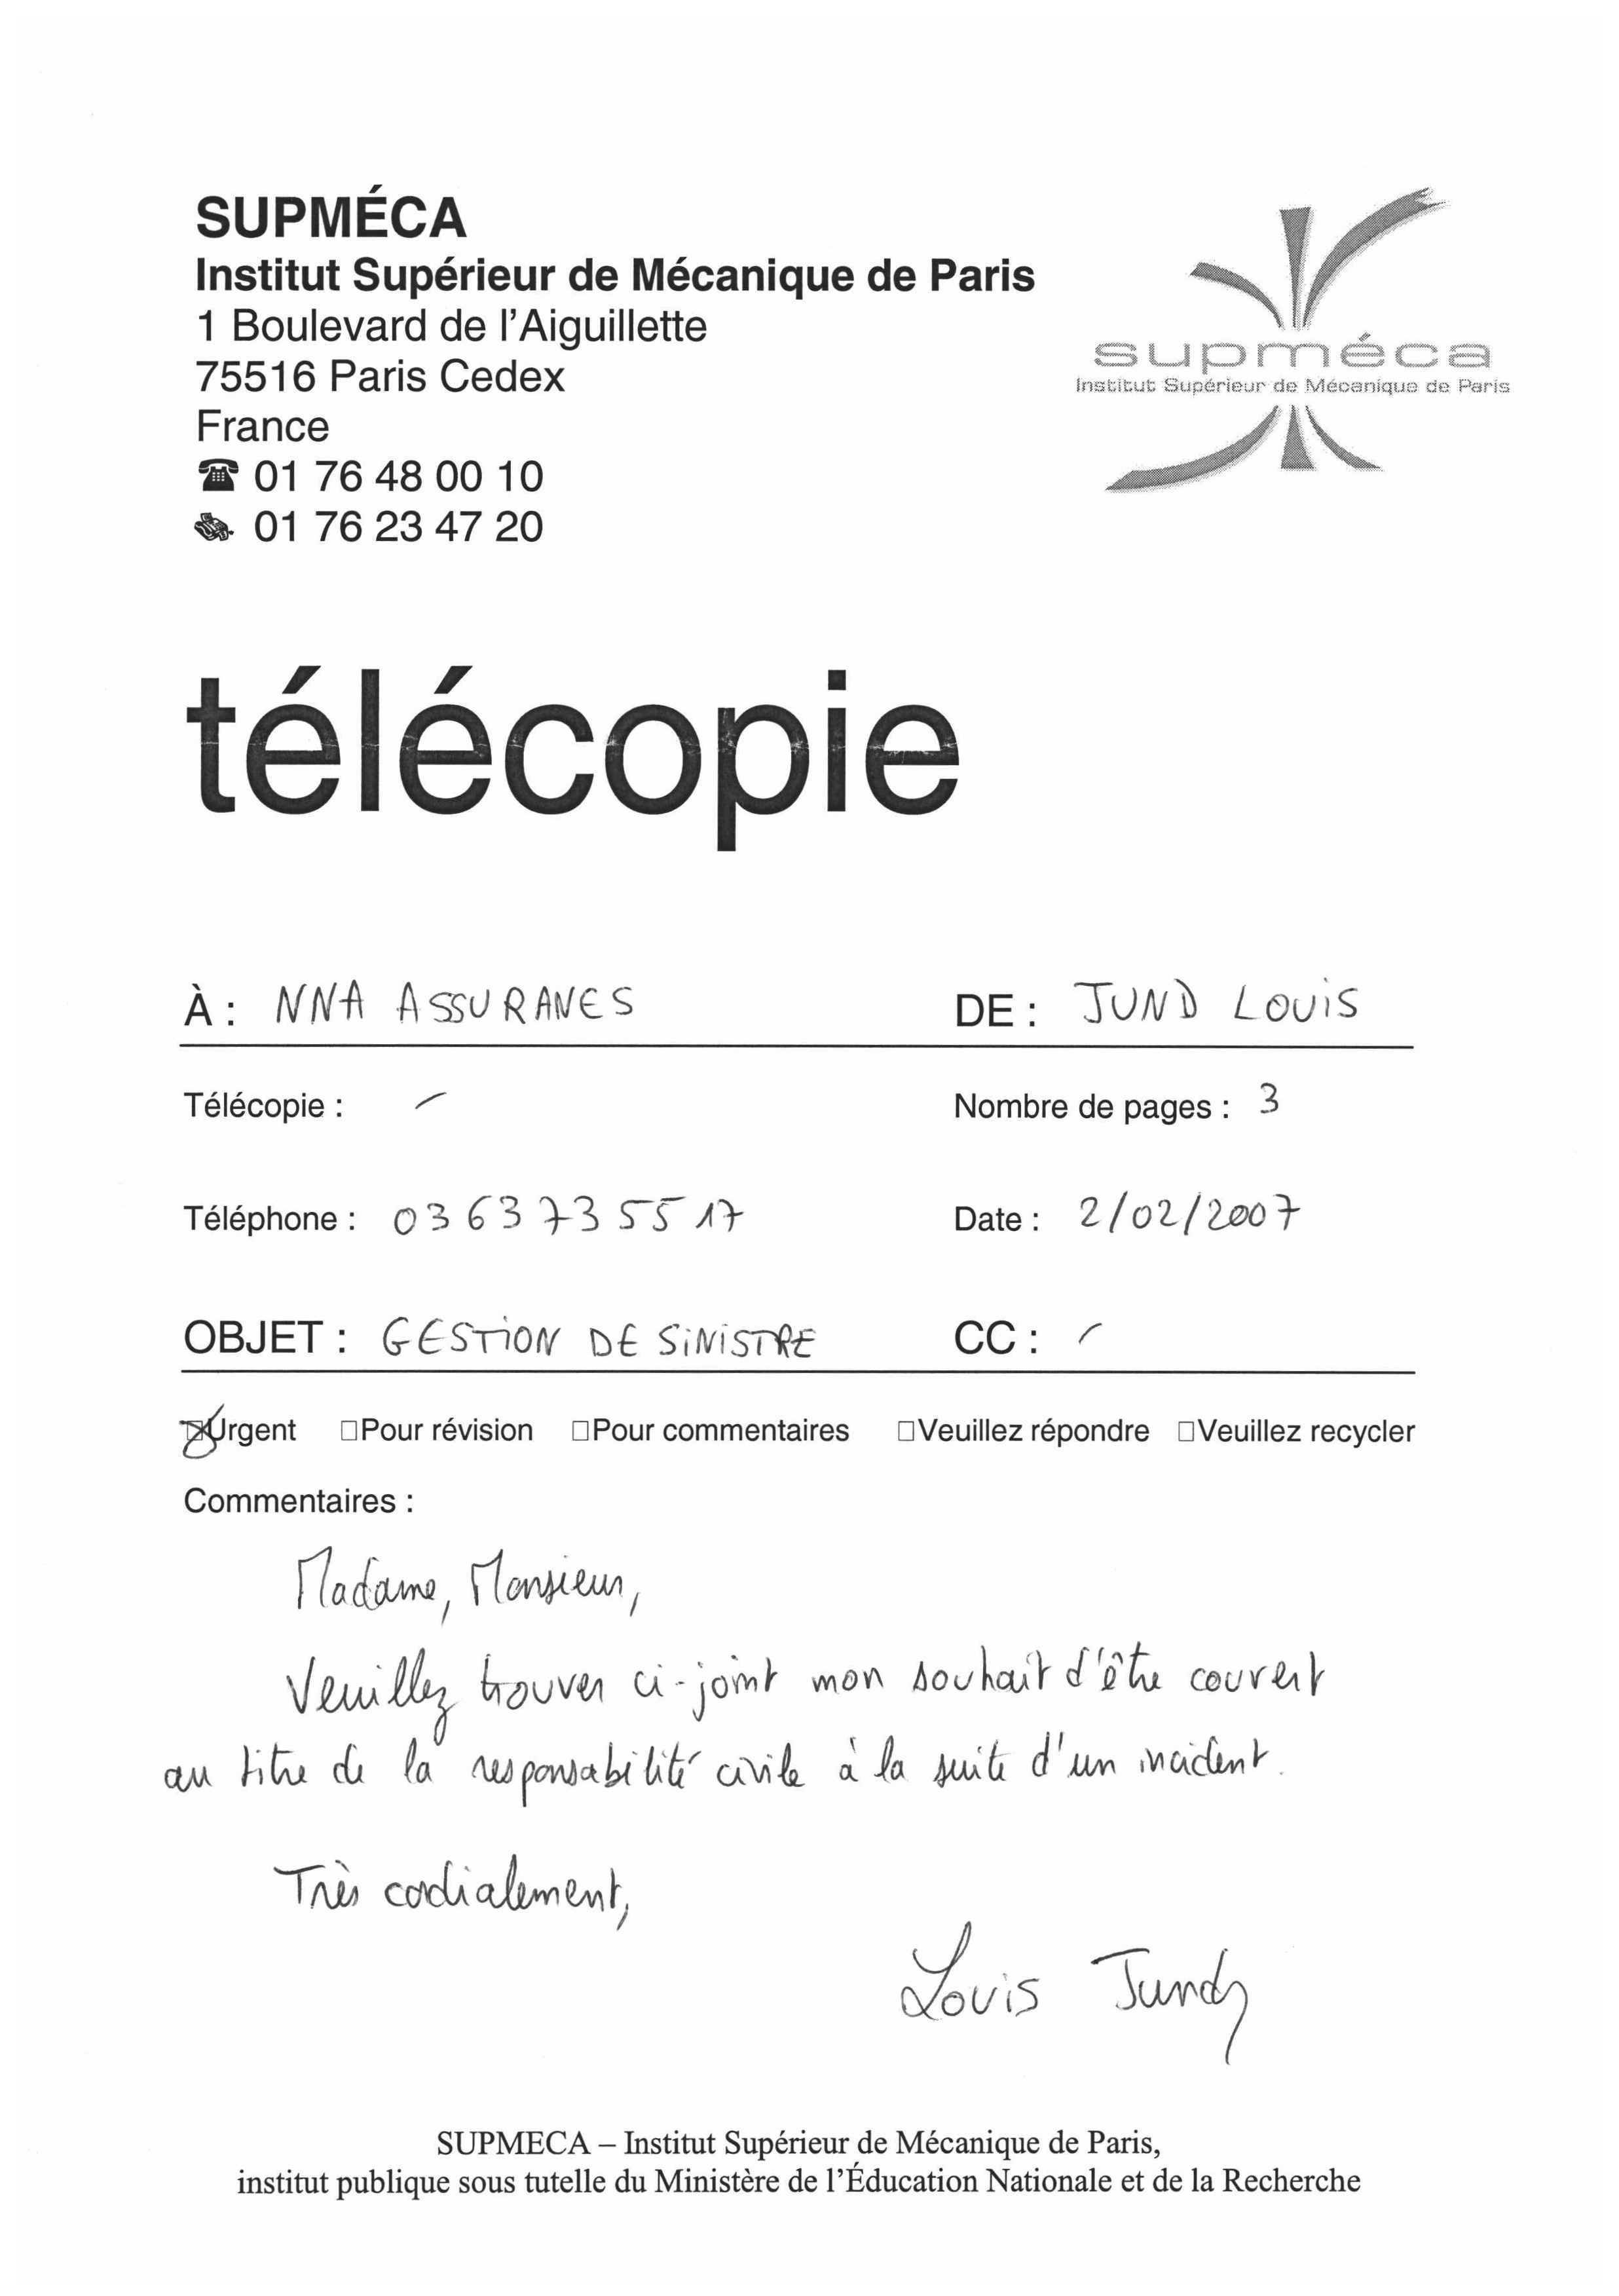 SUPMÉCA
Institut Supérieur de Mécanique de Paris
1 Boulevard de l'Aiguillette
75516 Paris Cedex
France
☎ 01 76 48 00 10
01 76 23 47 20
supméca
Institut Supérieur de Mécanique de Paris
télécopie
À : NNA ASSURANCES DE : JUND LOUIS
Télécopie : - Nombre de pages : 3
Téléphone : 03 63 73 55 17 Date : 2/02/2007
OBJET : GESTION DE SINISTRE CC : -
☒Urgent ☐Pour révision ☐Pour commentaires ☐Veuillez répondre ☐Veuillez recycler
Commentaires :
Madame, Monsieur,
Veuillez trouver ci-joint mon souhait d'être couvert
au titre de la responsabilité civile à la suite d'un incident.
Très cordialement,
Louis Jund
SUPMECA – Institut Supérieur de Mécanique de Paris,
institut publique sous tutelle du Ministère de l'Éducation Nationale et de la Recherche